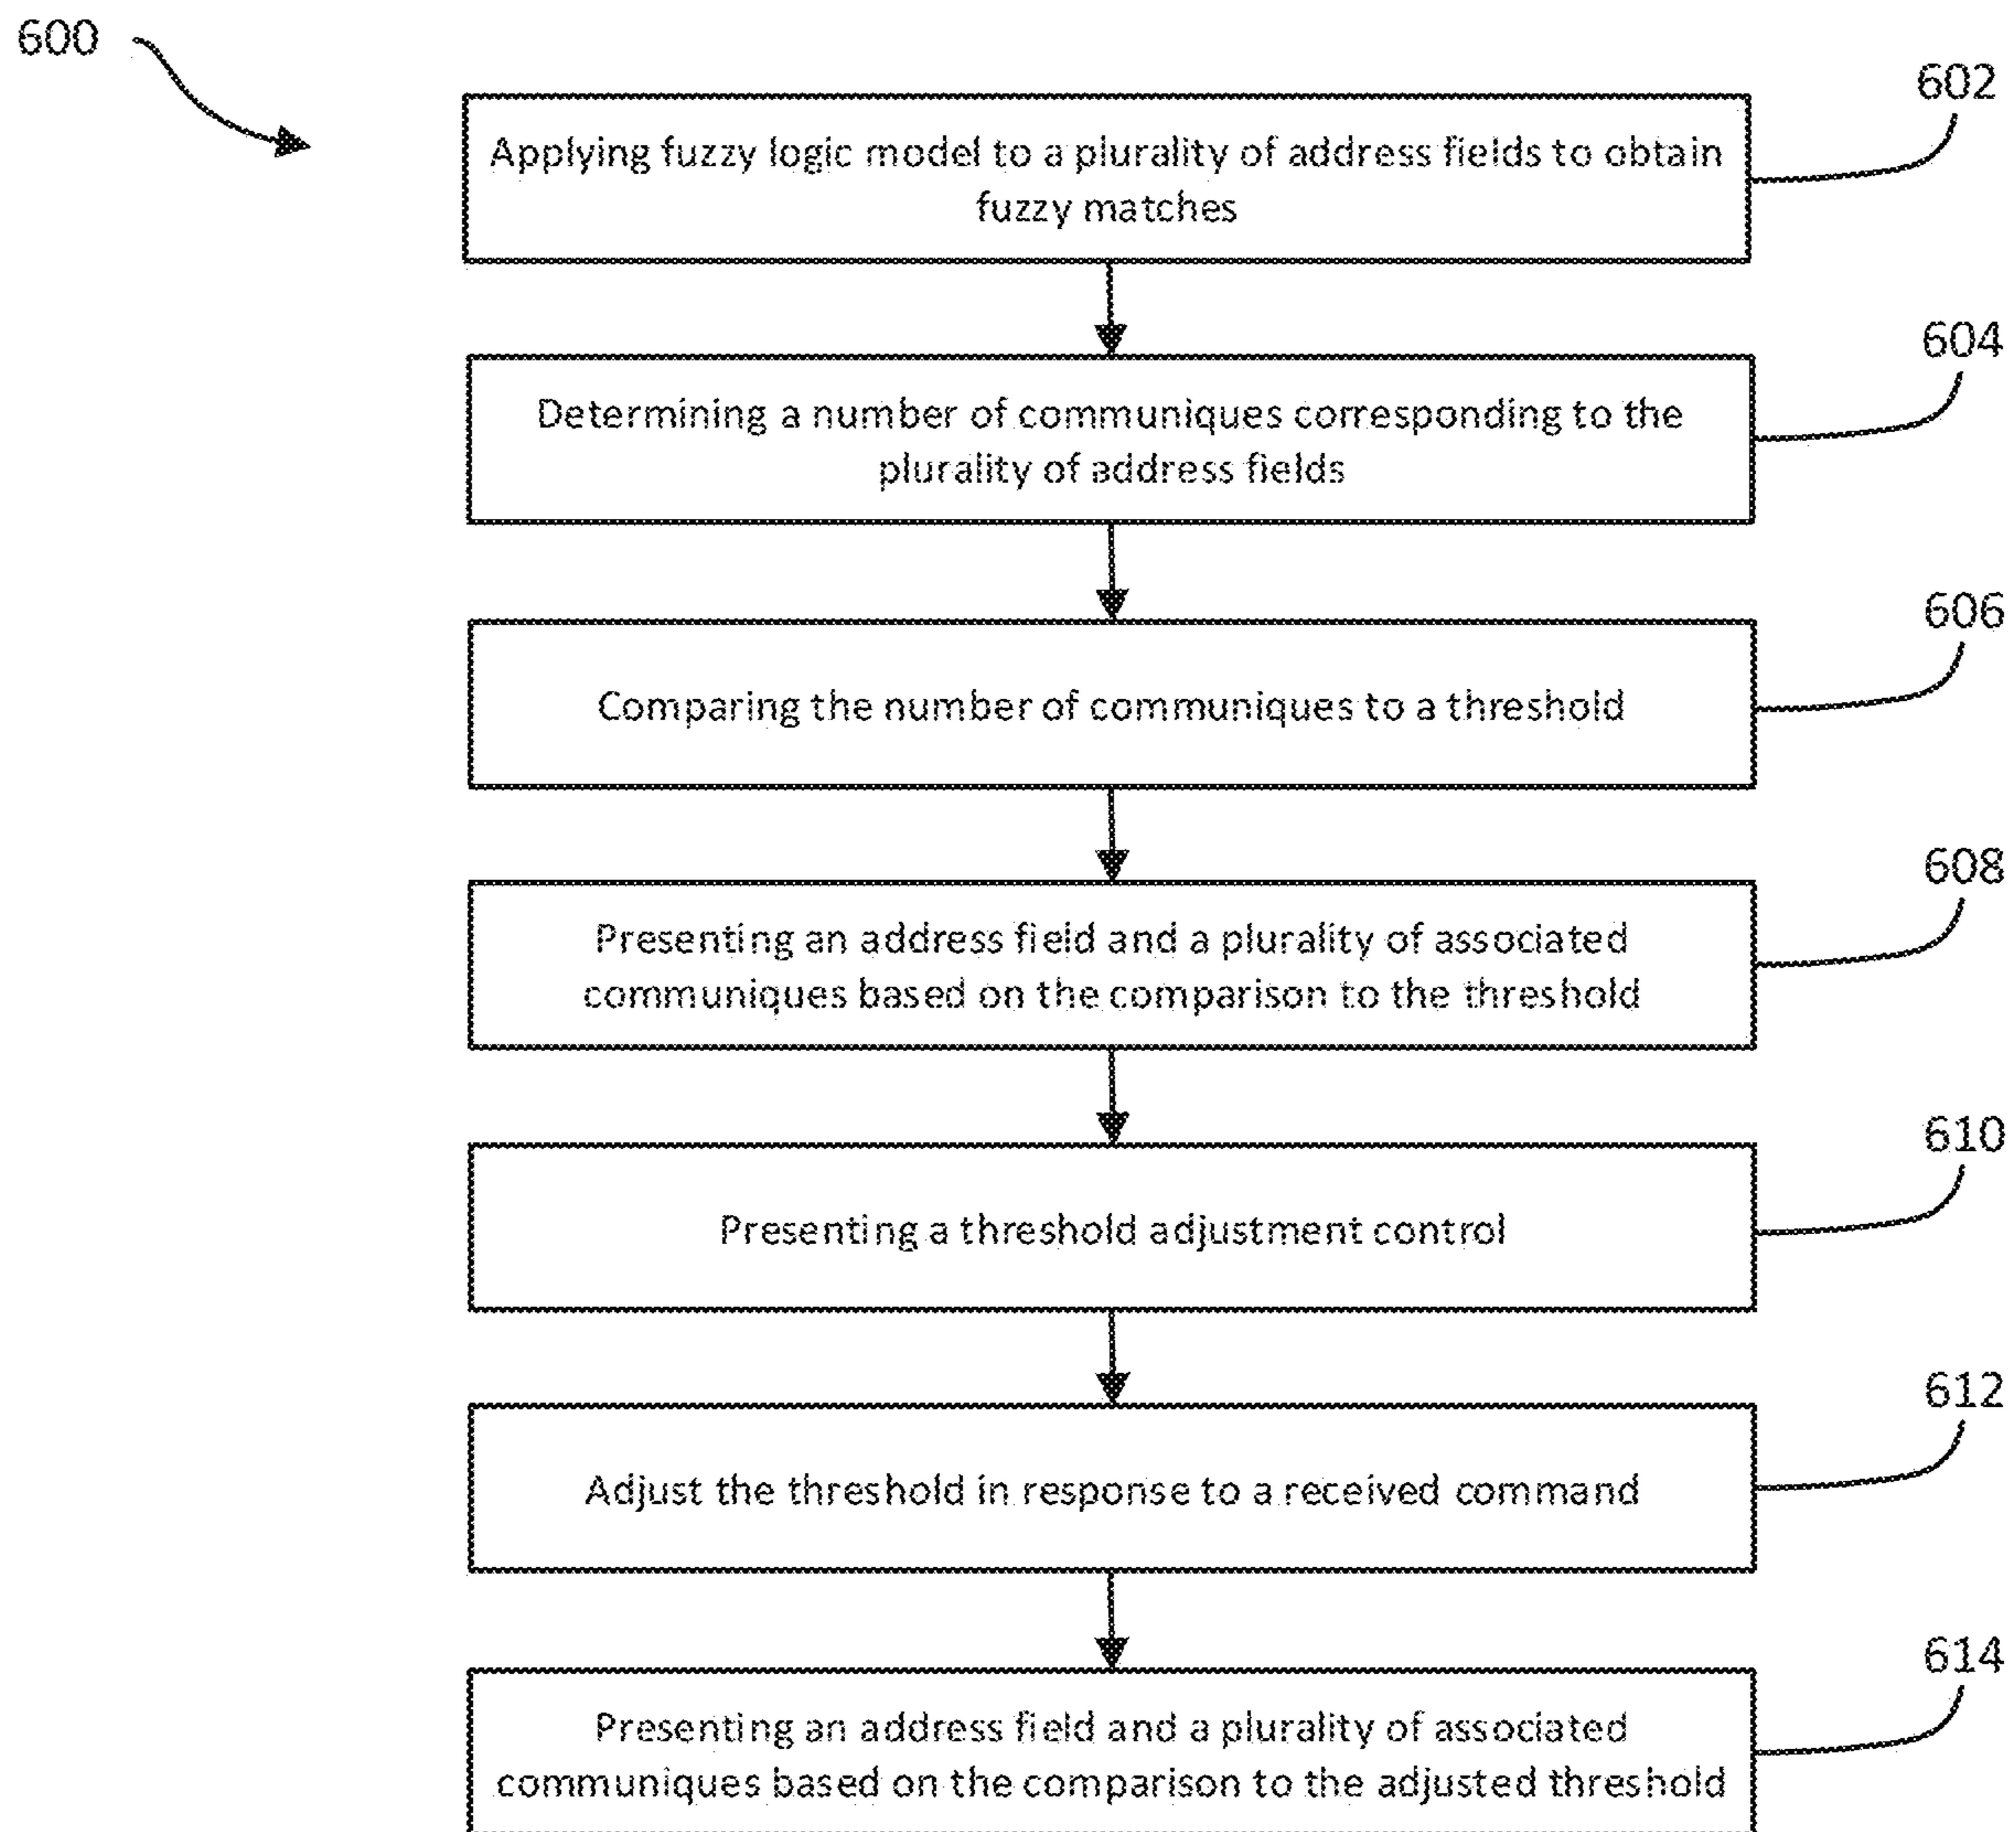 600
602
Applying fuzzy logic model to a plurality of address fields to obtain
fuzzy matches
604
Determining a number of communiques corresponding to the
plurality of address fields
606
Comparing the number of communiques to a threshold
608
Presenting an address field and a plurality of associated
communiques based on the comparison to the threshold
610
Presenting a threshold adjustment control
612
Adjust the threshold in response to a received command
614
Presenting an address field and a plurality of associated
communiques based on the comparison to the adjusted threshold